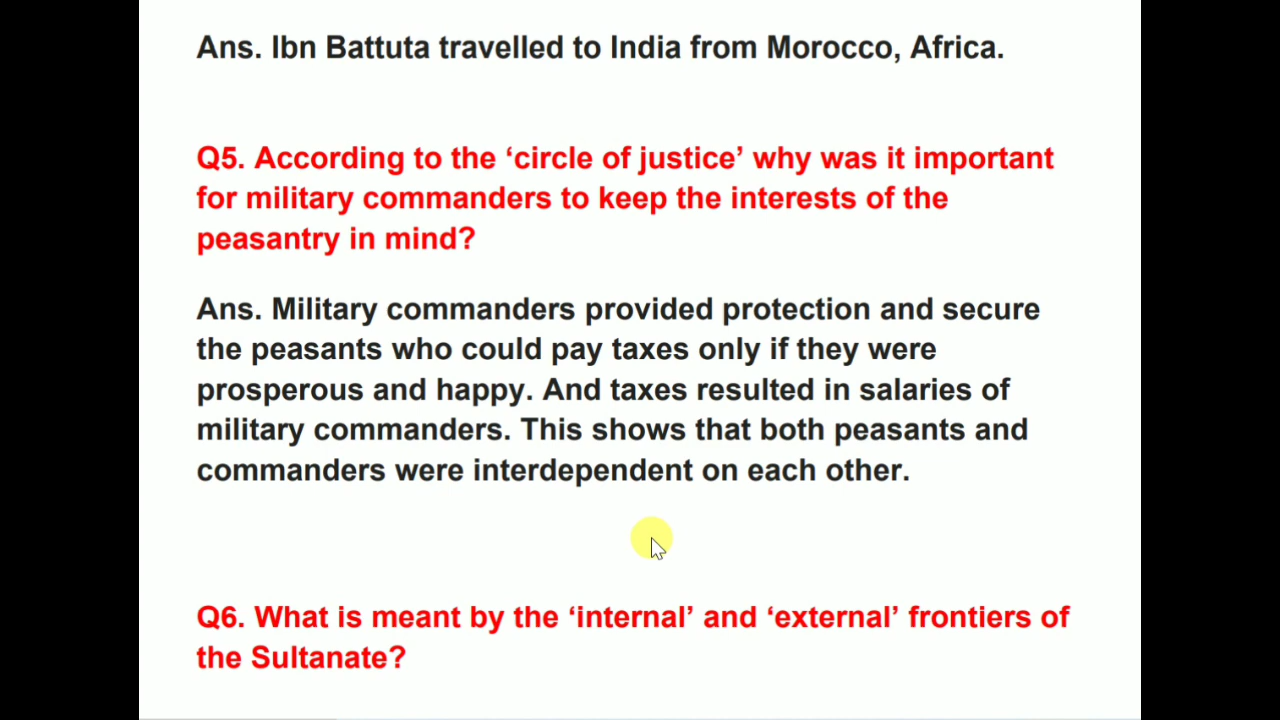 Ans. Ibn Battuta travelled to India from Morocco, Africa.
Q5. According to the ‘circle of justice’ why was it important
for military commanders to keep the interests of the
peasantry in mind?
Ans. Military commanders provided protection and secure
the peasants who could pay taxes only if they were
prosperous and happy. And taxes resulted in salaries of
military commanders. This shows that both peasants and
commanders were interdependent on each other.
Q6. What is meant by the ‘internal’ and ‘external’ frontiers of
the Sultanate?